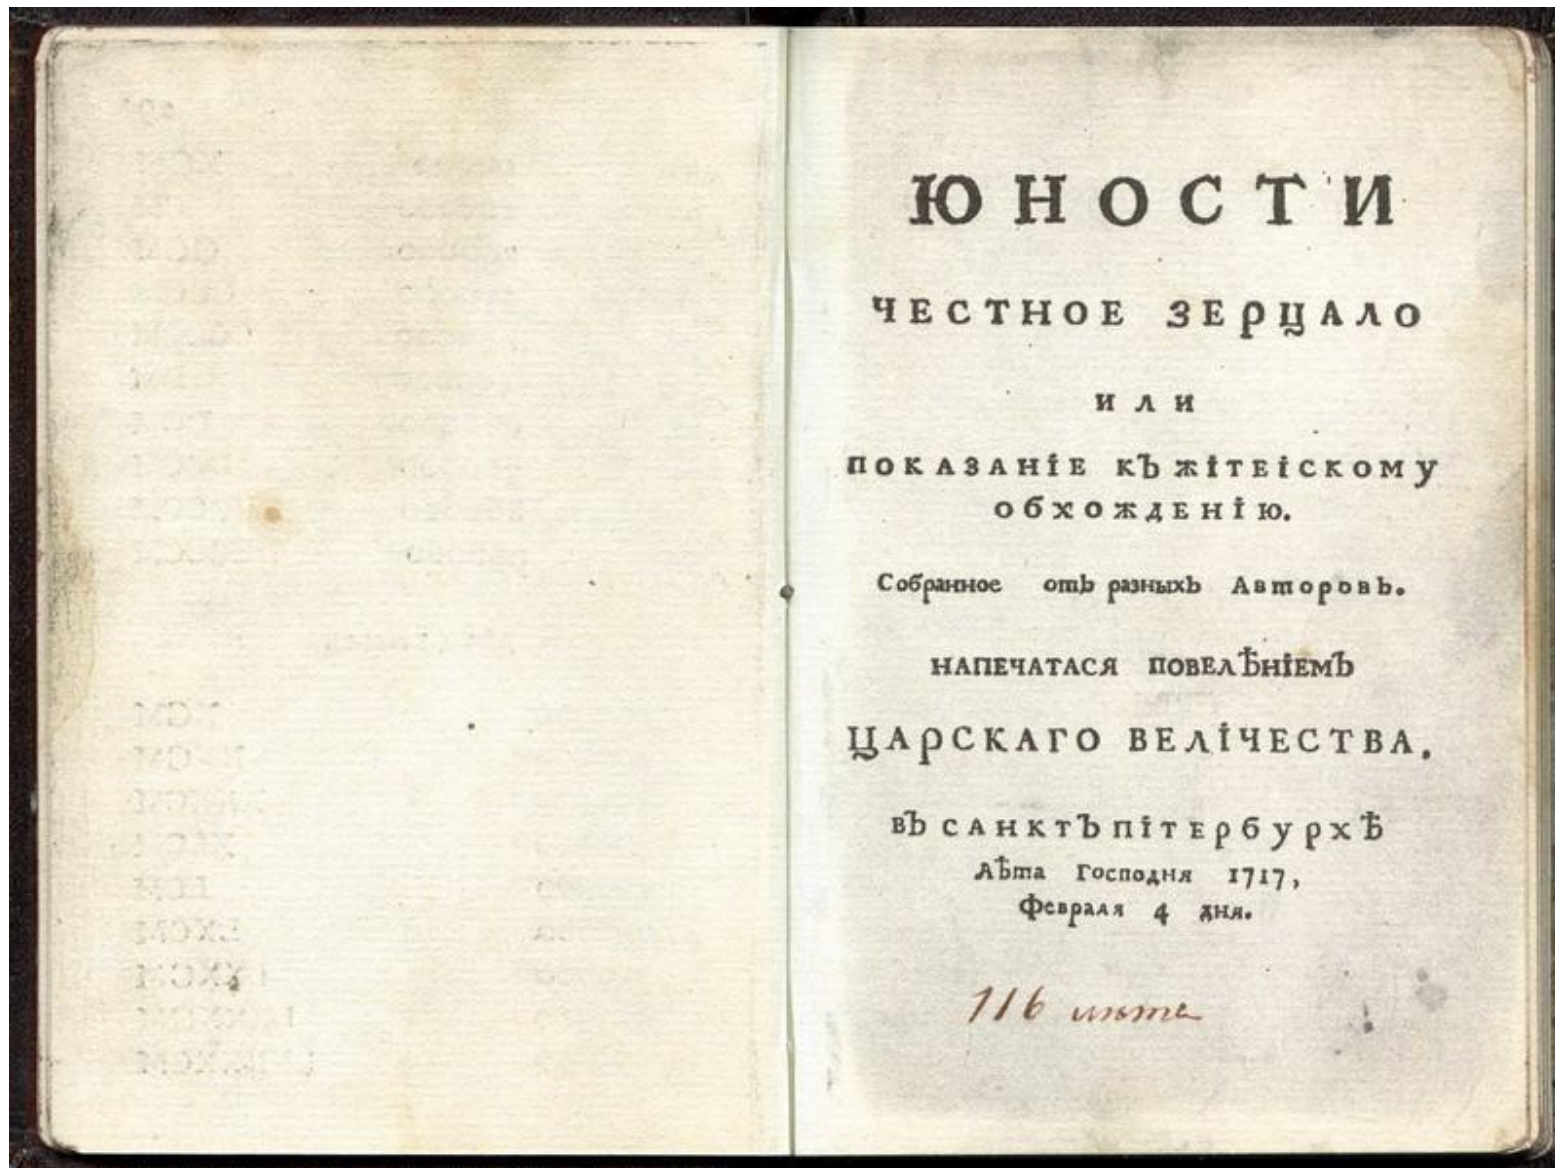 ЮНОСТИ
ЧЕСТНОЕ ЗЕРЦАЛО
ИЛИ
ПОКАЗАНІЕ КЪ ЖІТЕІСКОМУ
ОБХОЖДЕНІЮ.
Собранное отъ разныхъ Авторовъ.
НАПЕЧАТАСЯ ПОВЕЛѢНІЕМЪ
ЦАРСКАГО ВЕЛІЧЕСТВА.
ВЪ САНКТЪПІТЕРБУРХѢ
Лѣта Господня 1717,
Февраля 4 дня.
116